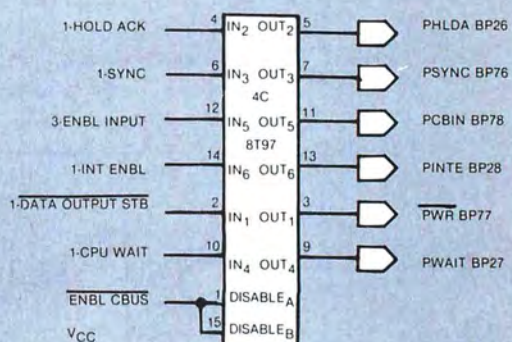 1-HOLD ACK 4 IN2 OUT2 5 PHLDA BP26
1-SYNC 6 IN3 OUT3 7 PSYNC BP76
4C
3-ENBL INPUT 12 IN5 OUT5 11 PCBIN BP78
8T97
1-INT ENBL 14 IN6 OUT6 13 PINTE BP28
1-DATA OUTPUT STB 2 IN1 OUT1 3 PWR BP77
1-CPU WAIT 10 IN4 OUT4 9 PWAIT BP27
ENBL CBUS 1 DISABLEA
15 DISABLEB
VCC